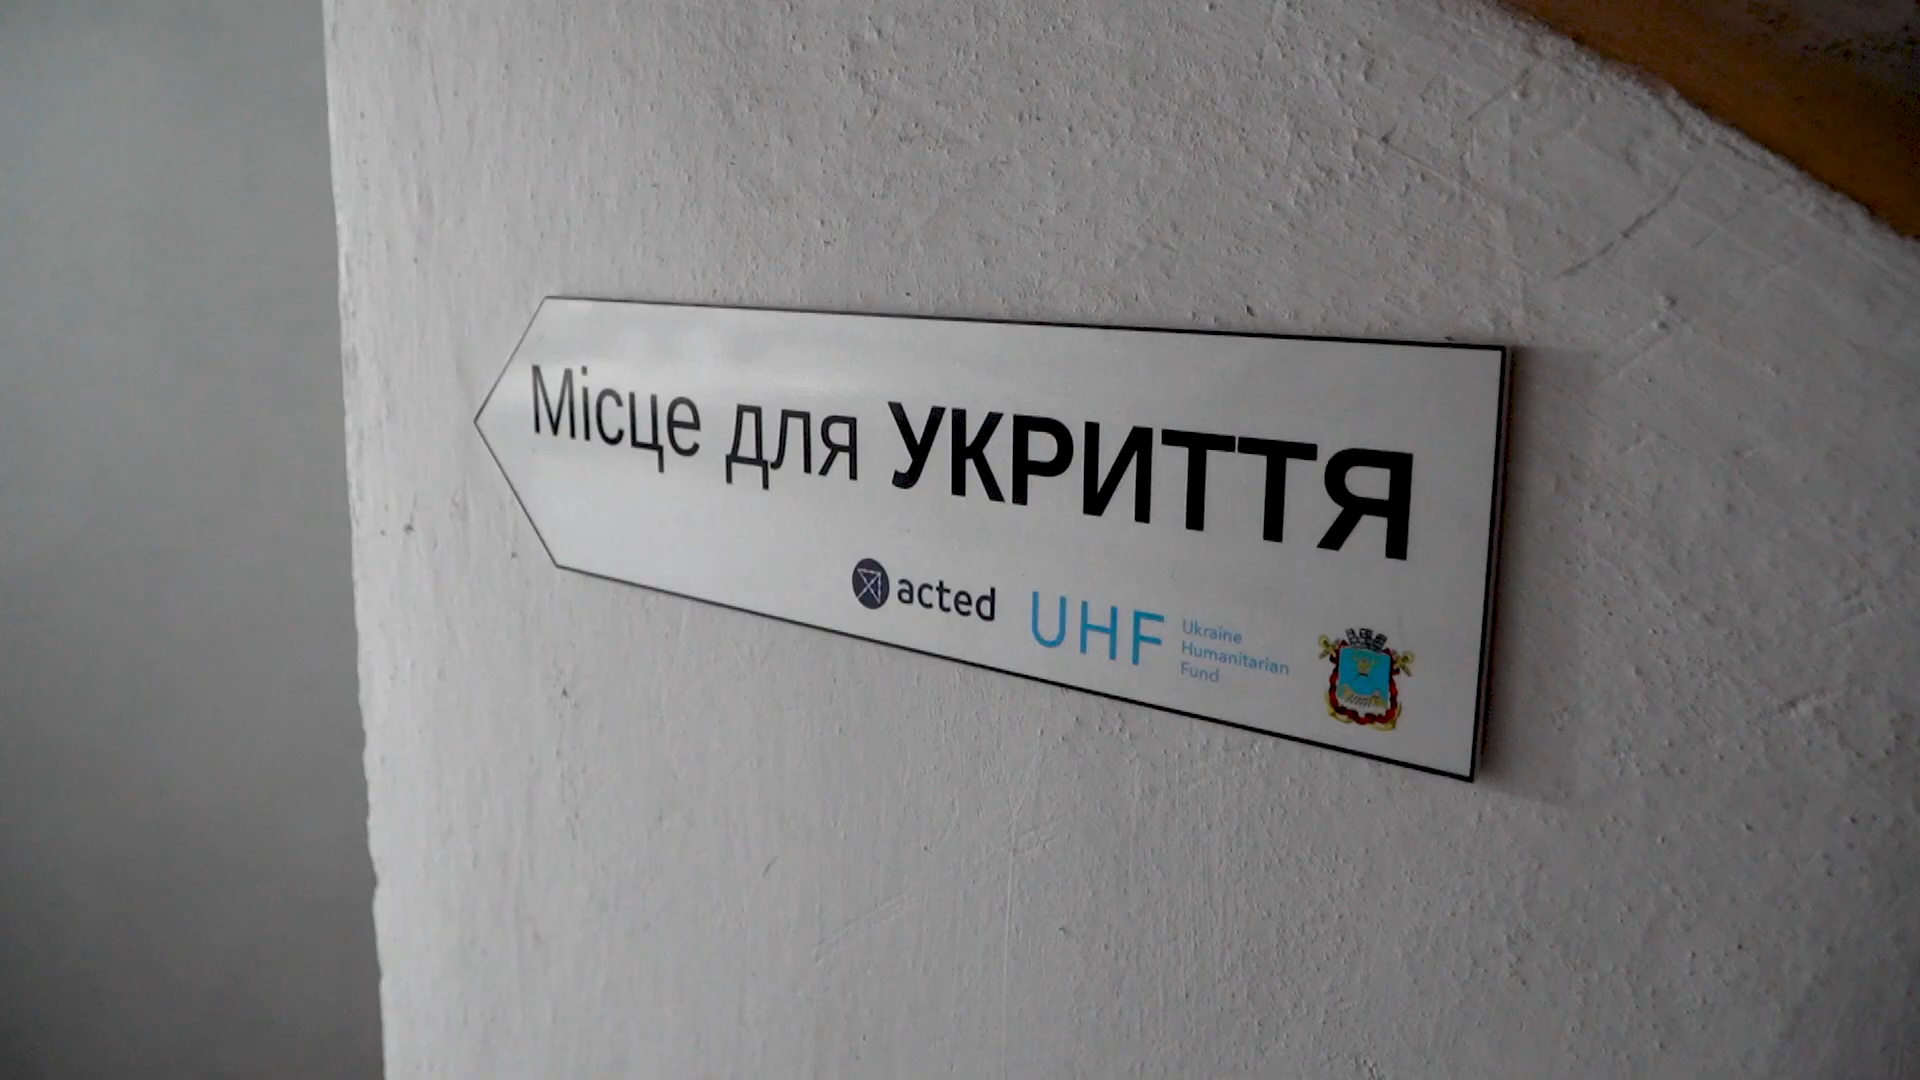 Місце для УКРИТТЯ
acted
UHF
Ukraine
Humanitarian
Fund